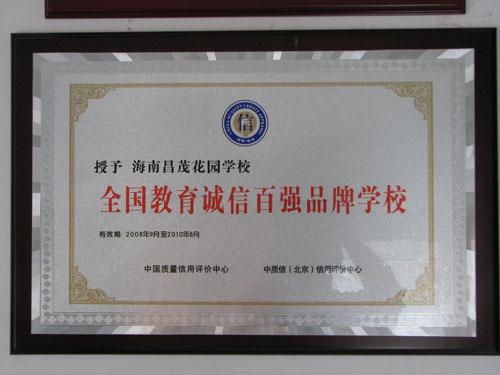 信
授予 海南昌茂花园学校
全国教育诚信百强品牌学校
有效期: 2008年9月至2010年8月
中国质量信用评价中心 中质信(北京)信用评价中心